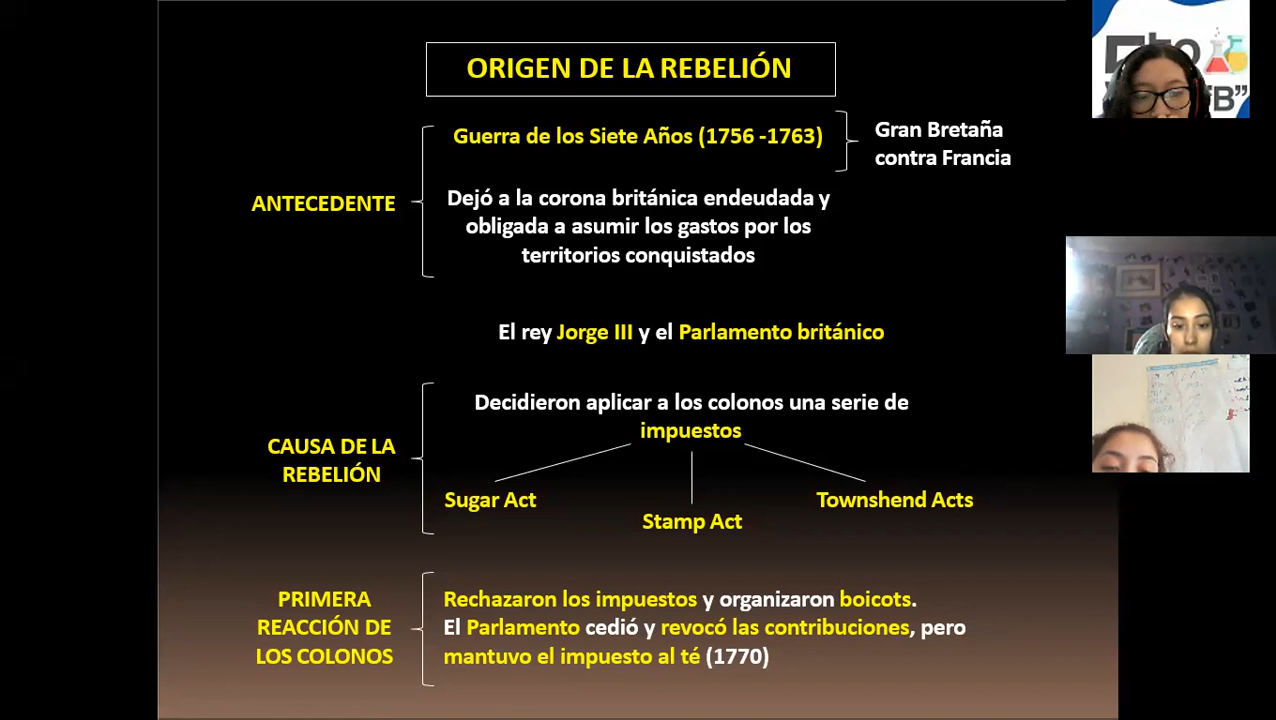 ORIGEN DE LA REBELIÓN
ANTECEDENTE
Guerra de los Siete Años (1756 -1763)
Gran Bretaña
contra Francia
Dejó a la corona británica endeudada y
obligada a asumir los gastos por los
territorios conquistados
El rey Jorge III y el Parlamento británico
CAUSA DE LA
REBELIÓN
Decidieron aplicar a los colonos una serie de
impuestos
Sugar Act
Stamp Act
Townshend Acts
PRIMERA
REACCIÓN DE
LOS COLONOS
Rechazaron los impuestos y organizaron boicots.
El Parlamento cedió y revocó las contribuciones, pero
mantuvo el impuesto al té (1770)